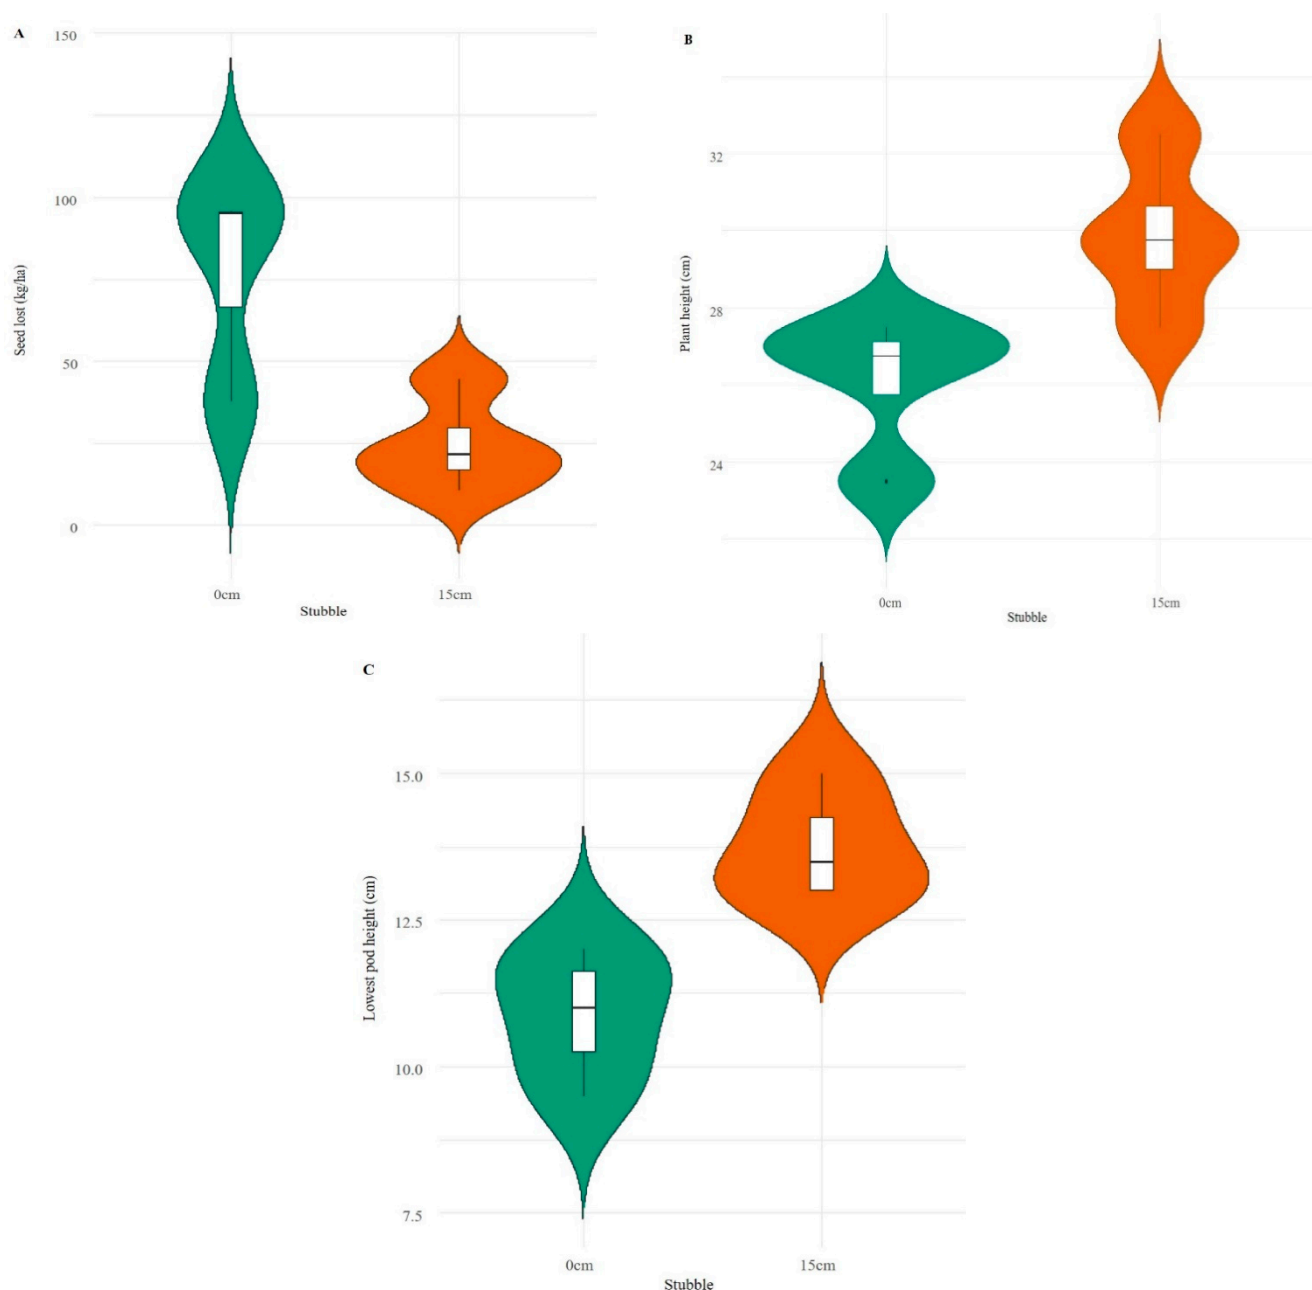 A
150
100
50
0
Seed lost (kg/ha)
0cm
15cm
Stubble
B
32
28
24
Plant height (cm)
0cm
15cm
Stubble
C
15.0
12.5
10.0
7.5
Lowest pod height (cm)
0cm
15cm
Stubble